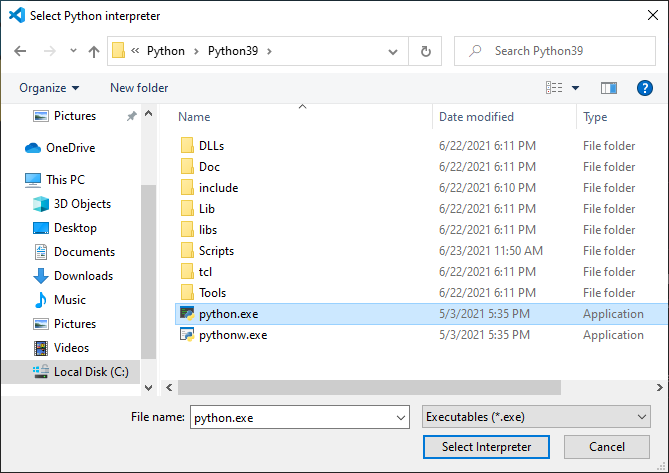 Select Python interpreter
« Python › Python39 ›
Search Python39
Organize New folder
Name Date modified Type
Pictures
OneDrive
This PC
3D Objects
Desktop
Documents
Downloads
Music
Pictures
Videos
Local Disk (C:)
DLLs 6/22/2021 6:11 PM File folder
Doc 6/22/2021 6:11 PM File folder
include 6/22/2021 6:10 PM File folder
Lib 6/22/2021 6:11 PM File folder
libs 6/22/2021 6:11 PM File folder
Scripts 6/23/2021 11:50 AM File folder
tcl 6/22/2021 6:11 PM File folder
Tools 6/22/2021 6:11 PM File folder
python.exe 5/3/2021 5:35 PM Application
pythonw.exe 5/3/2021 5:35 PM Application
File name: python.exe Executables (*.exe)
Select Interpreter Cancel